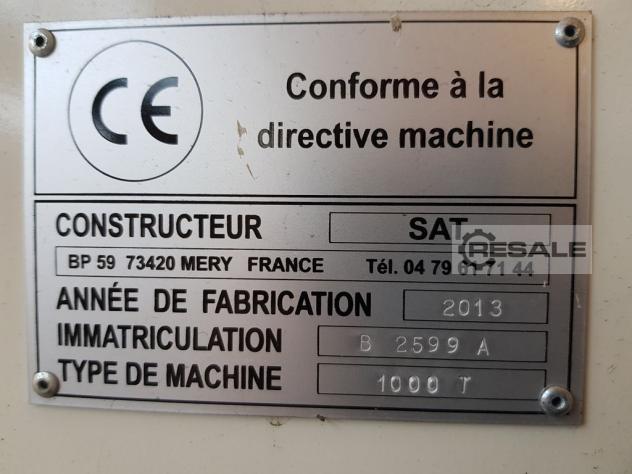 CE
Conforme à la
directive machine
CONSTRUCTEUR SAT
RESALE
BP 59 73420 MERY FRANCE Tél. 04 79 61 71 44
ANNÉE DE FABRICATION 2013
IMMATRICULATION B 2599 A
TYPE DE MACHINE 1000 T